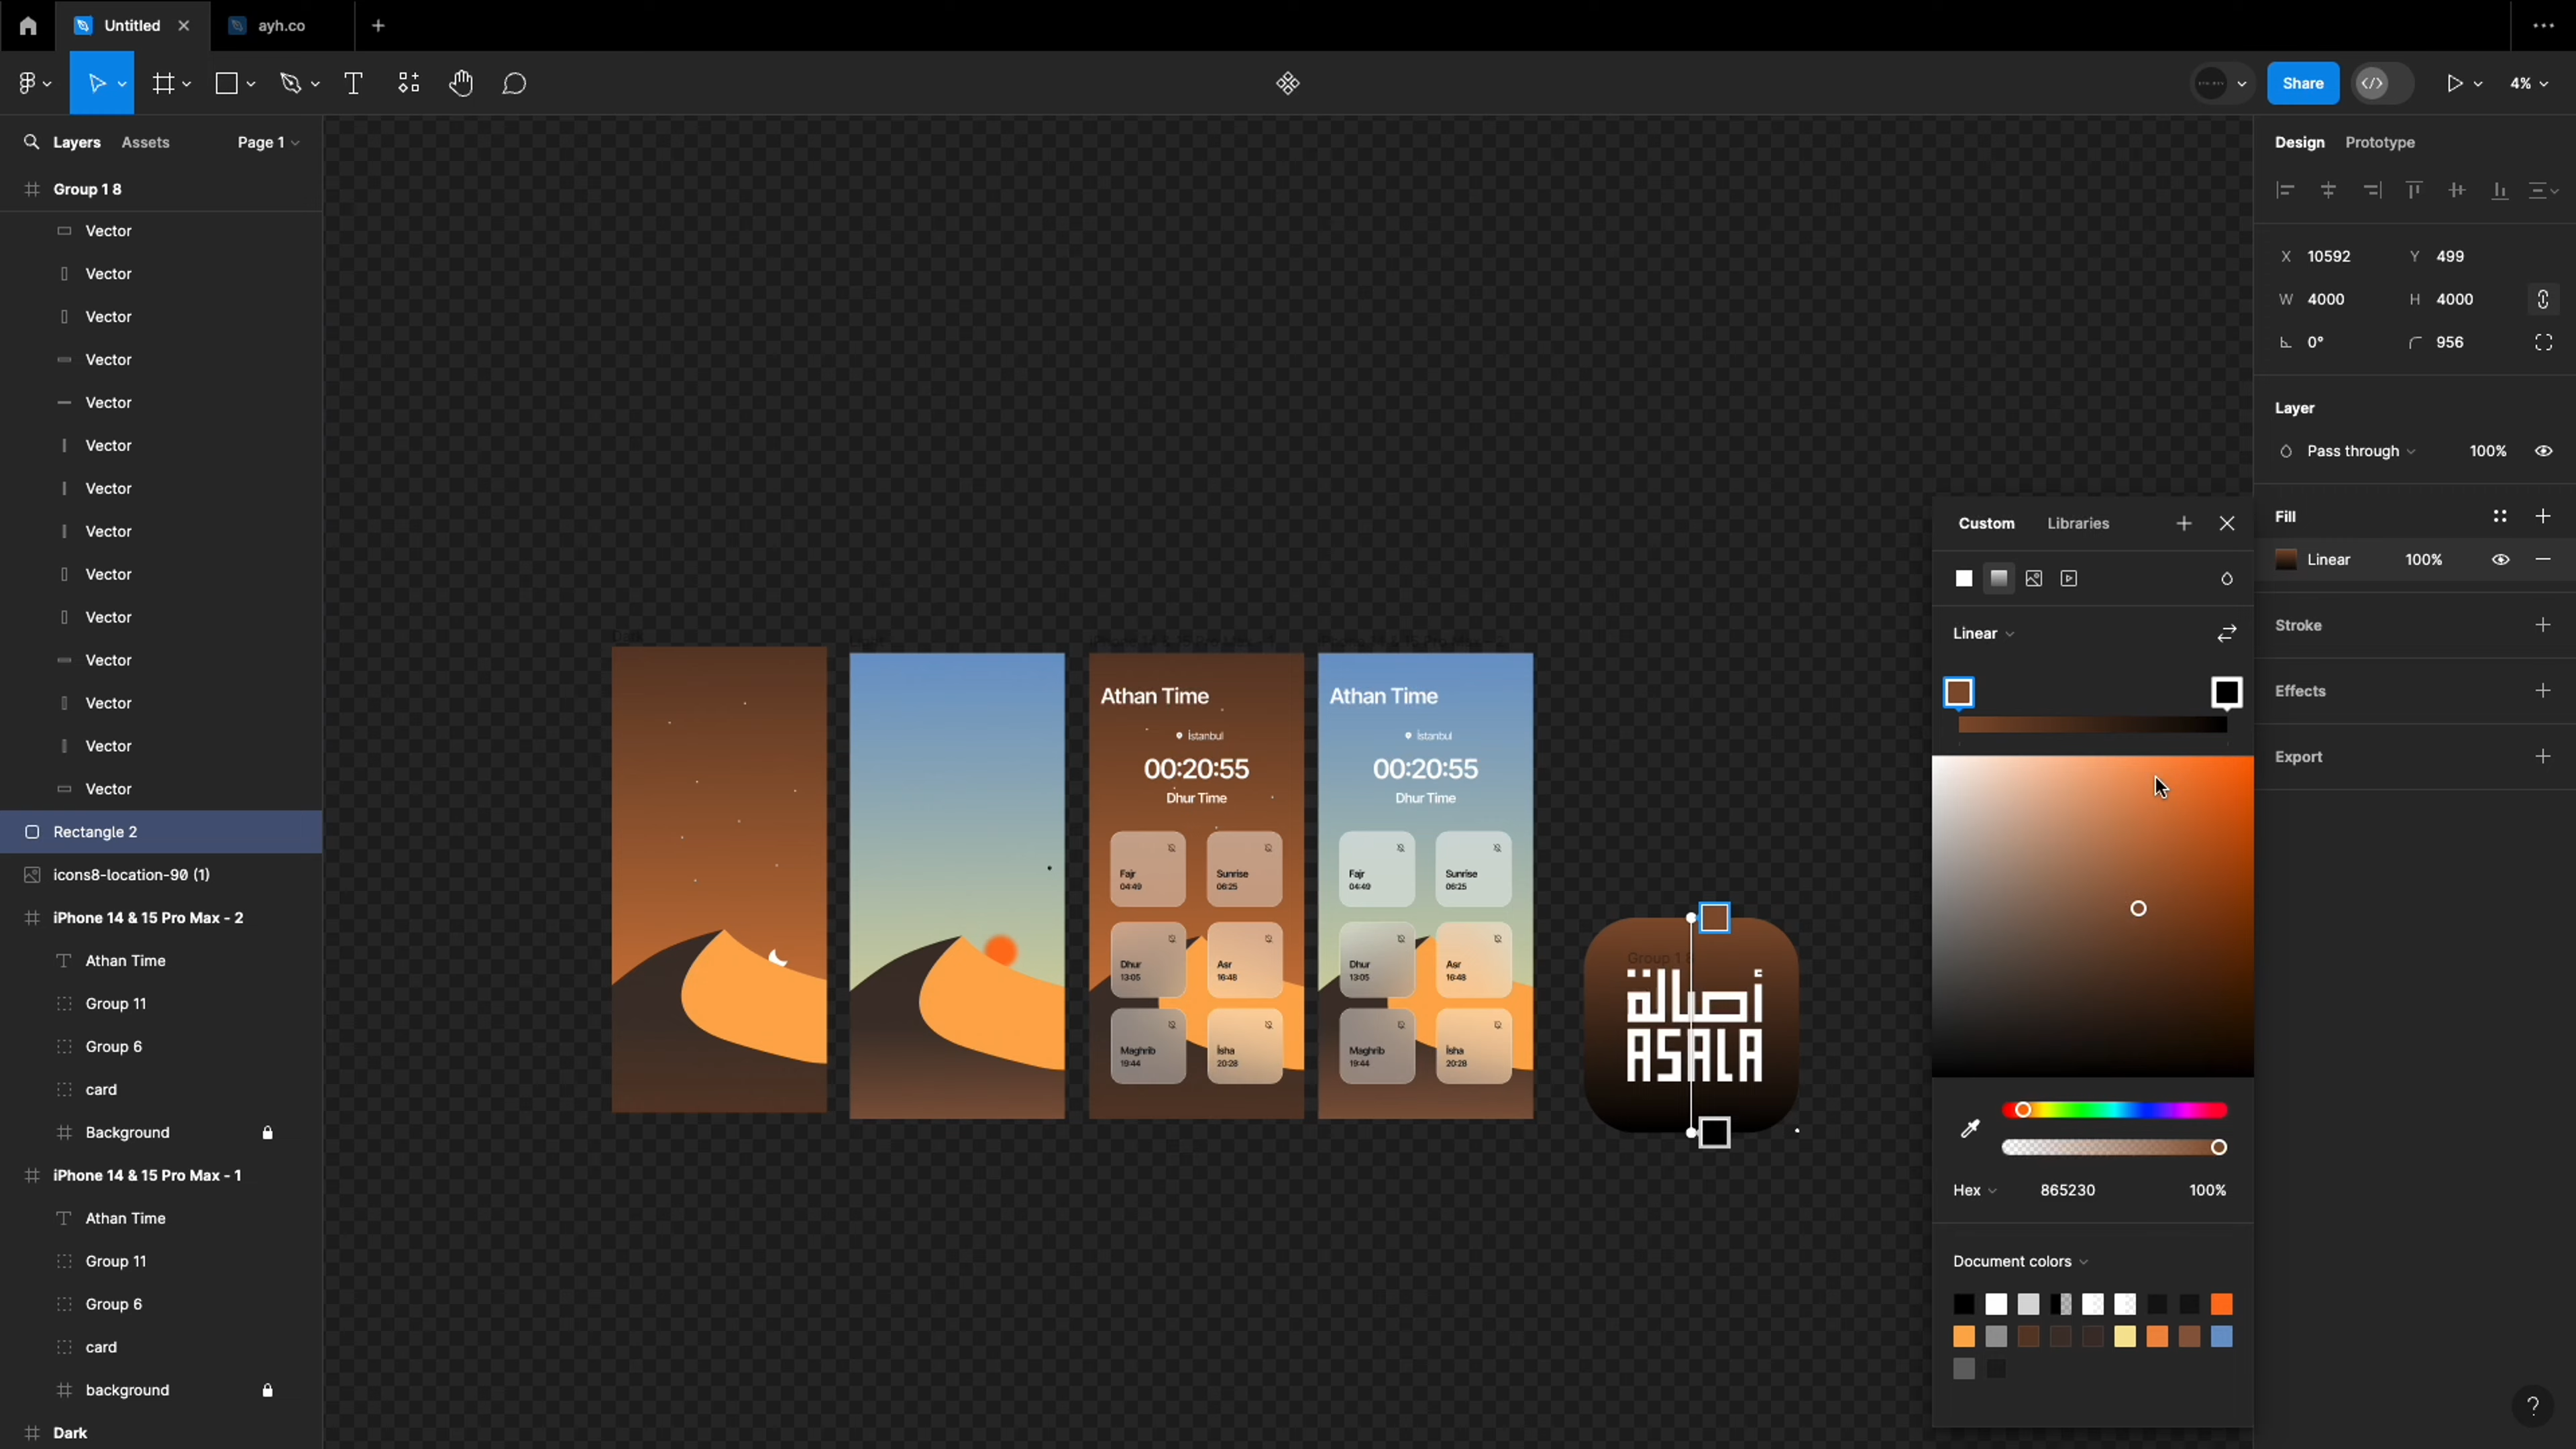 Untitled
ayh.co
Share
4%
Layers
Assets
Page 1
Group 1 8
Vector
Vector
Vector
Vector
Vector
Vector
Vector
Vector
Vector
Vector
Vector
Vector
Vector
Vector
Rectangle 2
icons8-location-90 (1)
iPhone 14 & 15 Pro Max - 2
Athan Time
Group 11
Group 6
card
Background
iPhone 14 & 15 Pro Max - 1
Athan Time
Group 11
Group 6
card
background
Dark
Athan Time
İstanbul
00:20:55
Dhur Time
Fajr
04:49
Sunrise
06:25
Dhur
13:05
Asr
16:48
Maghrib
19:44
İsha
20:28
Athan Time
İstanbul
00:20:55
Dhur Time
Fajr
04:49
Sunrise
06:25
Dhur
13:05
Asr
16:48
Maghrib
19:44
İsha
20:28
أصالة
ASALA
Custom
Libraries
Linear
Hex
865230
100%
Document colors
Design
Prototype
X 10592
Y 499
W 4000
H 4000
0°
956
Layer
Pass through
100%
Fill
Linear
100%
Stroke
Effects
Export
?